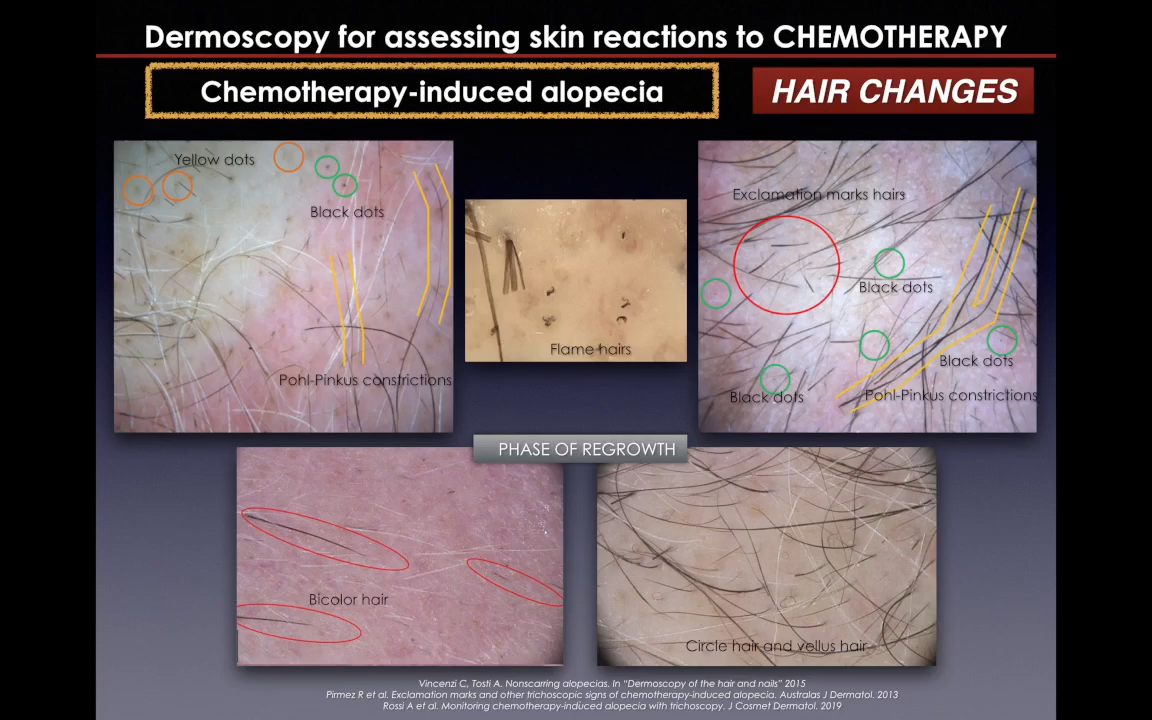 Dermoscopy for assessing skin reactions to CHEMOTHERAPY
Chemotherapy-induced alopecia
HAIR CHANGES
Yellow dots
Black dots
Pohl-Pinkus constrictions
Flame hairs
Exclamation marks hairs
Black dots
Black dots
Black dots
Pohl-Pinkus constrictions
PHASE OF REGROWTH
Bicolor hair
Circle hair and vellus hair
Vincenzi C, Tosti A. Nonscarring alopecias. In "Dermoscopy of the hair and nails" 2015
Pirmez R et al. Exclamation marks and other trichoscopic signs of chemotherapy-induced alopecia. Australas J Dermatol. 2013
Rossi A et al. Monitoring chemotherapy-induced alopecia with trichoscopy. J Cosmet Dermatol. 2019